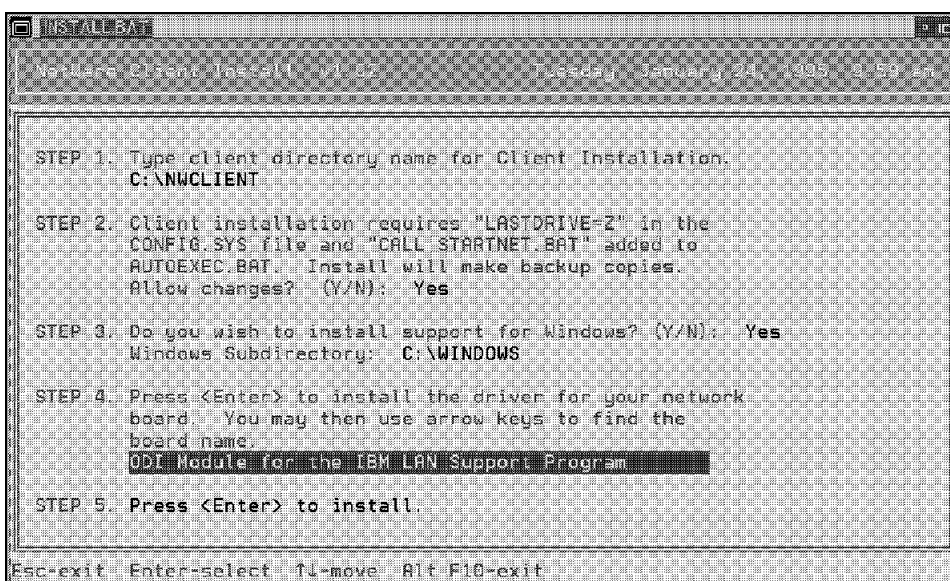 INSTALL.BAT
NetWare Client Install v1.02 Tuesday January 24, 1995 9:59 am
STEP 1. Type client directory name for Client Installation.
C:\NWCLIENT
STEP 2. Client installation requires "LASTDRIVE=Z" in the
CONFIG.SYS file and "CALL STARTNET.BAT" added to
AUTOEXEC.BAT. Install will make backup copies.
Allow changes? (Y/N): Yes
STEP 3. Do you wish to install support for Windows? (Y/N): Yes
Windows Subdirectory: C:\WINDOWS
STEP 4. Press <Enter> to install the driver for your network
board. You may then use arrow keys to find the
board name.
ODI Module for the IBM LAN Support Program
STEP 5. Press <Enter> to install.
Esc-exit Enter-select ↑↓-move Alt F10-exit